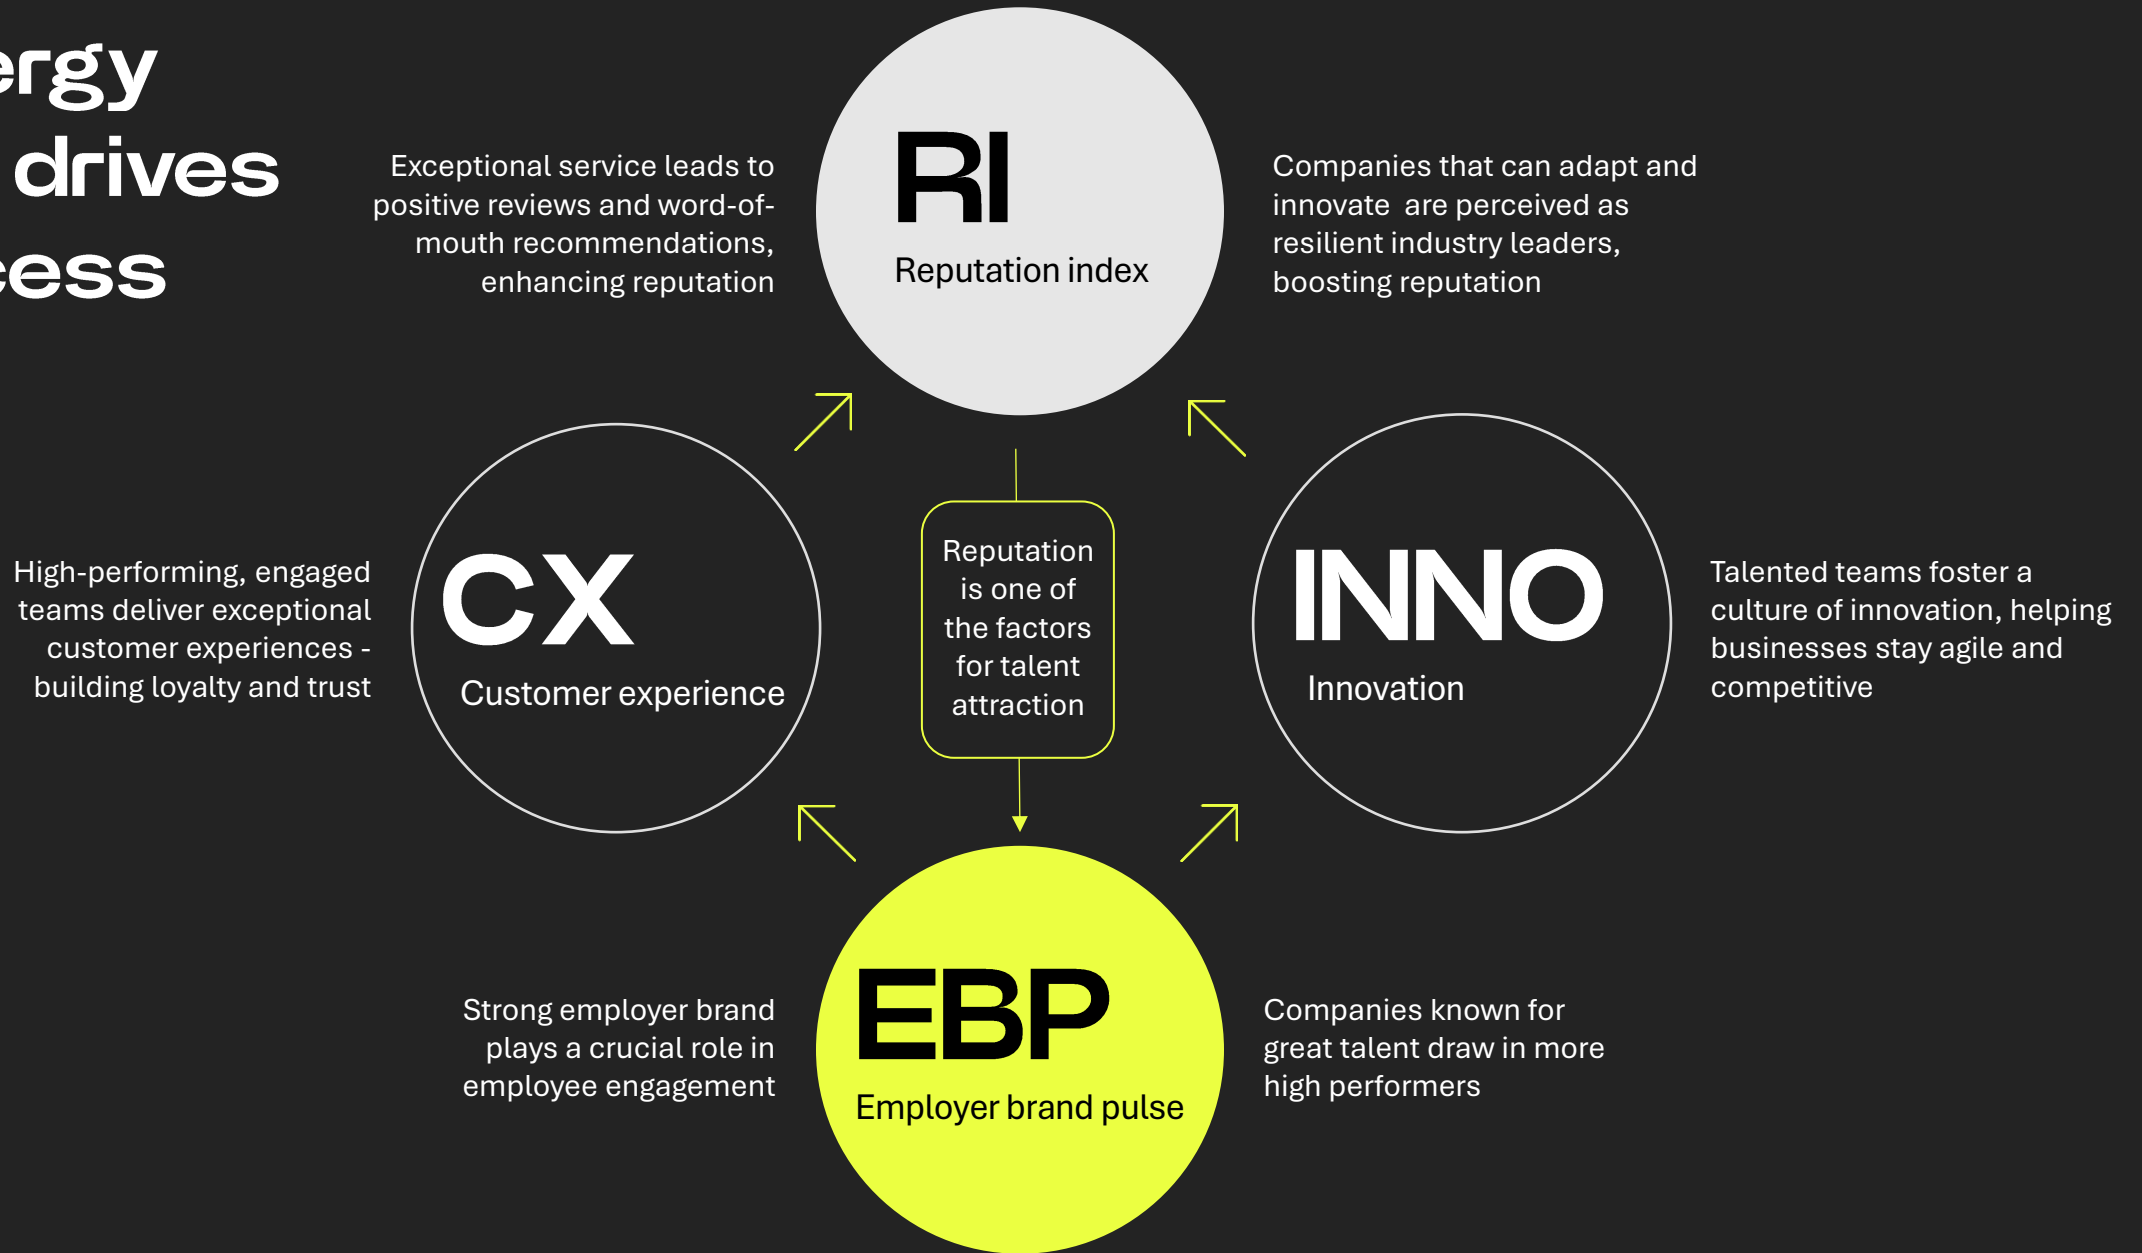 ergy
drives
cess
RI
Reputation index
Exceptional service leads to
positive reviews and word-of-
mouth recommendations,
enhancing reputation
Companies that can adapt and
innovate  are perceived as
resilient industry leaders,
boosting reputation
CX
Customer experience
High-performing, engaged
teams deliver exceptional
customer experiences -
building loyalty and trust
Reputation
is one of
the factors
for talent
attraction
INNO
Innovation
Talented teams foster a
culture of innovation, helping
businesses stay agile and
competitive
EBP
Employer brand pulse
Strong employer brand
plays a crucial role in
employee engagement
Companies known for
great talent draw in more
high performers